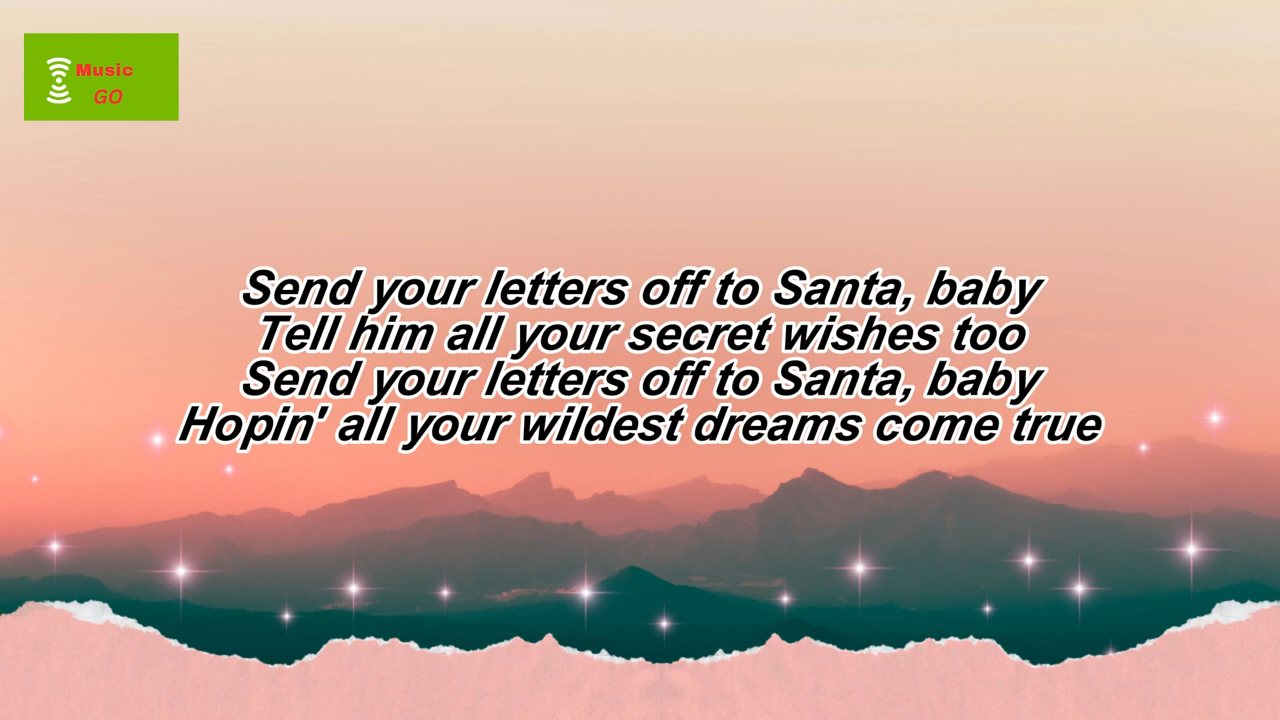 Music
GO
Send your letters off to Santa, baby
Tell him all your secret wishes too
Send your letters off to Santa, baby
Hopin' all your wildest dreams come true